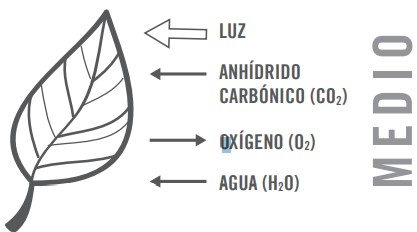 LUZ
ANHÍDRIDO
CARBÓNICO (CO₂)
OXÍGENO (O₂)
AGUA (H₂O)
MEDIO